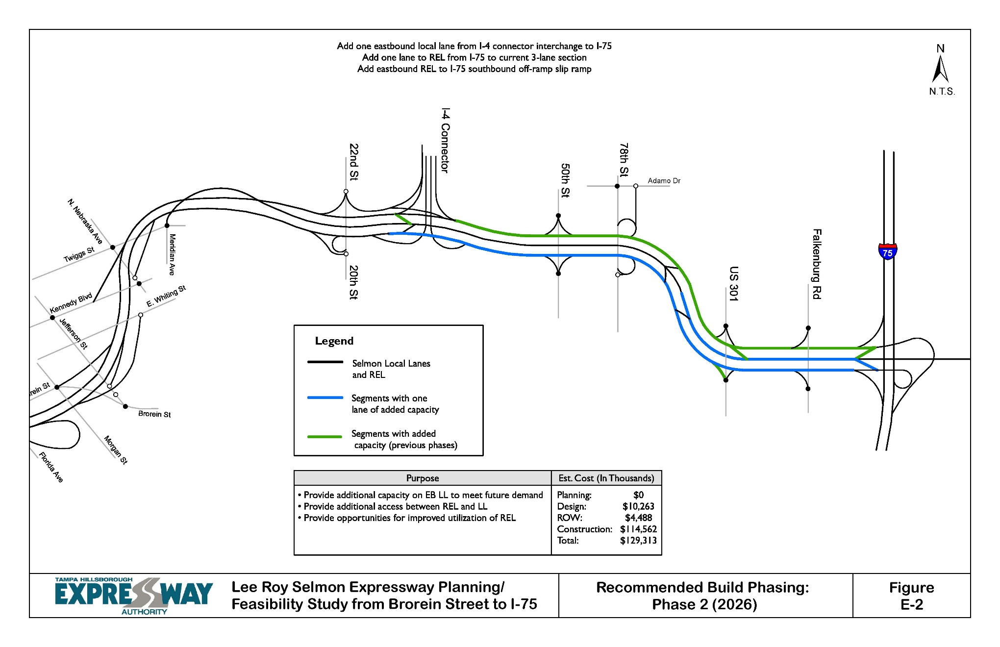 Add one eastbound local lane from I-4 connector interchange to I-75
Add one lane to REL from I-75 to current 3-lane section
Add eastbound REL to I-75 southbound off-ramp slip ramp
N
N.T.S.
I-4 Connector
22nd St
20th St
50th St
78th St
Adamo Dr
US 301
Falkenburg Rd
75
N. Nebraska Ave
Twiggs St
Meridian Ave
Kennedy Blvd
E. Whiting St
Jefferson St
rein St
Brorein St
Morgan St
Florida Ave
Legend
Selmon Local Lanes
and REL
Segments with one
lane of added capacity
Segments with added
capacity (previous phases)
Purpose
• Provide additional capacity on EB LL to meet future demand
• Provide additional access between REL and LL
• Provide opportunities for improved utilization of REL
Est. Cost (In Thousands)
Planning: $0
Design: $10,263
ROW: $4,488
Construction: $114,562
Total: $129,313
TAMPA HILLSBOROUGH
EXPRESSWAY
AUTHORITY
Lee Roy Selmon Expressway Planning/
Feasibility Study from Brorein Street to I-75
Recommended Build Phasing:
Phase 2 (2026)
Figure
E-2